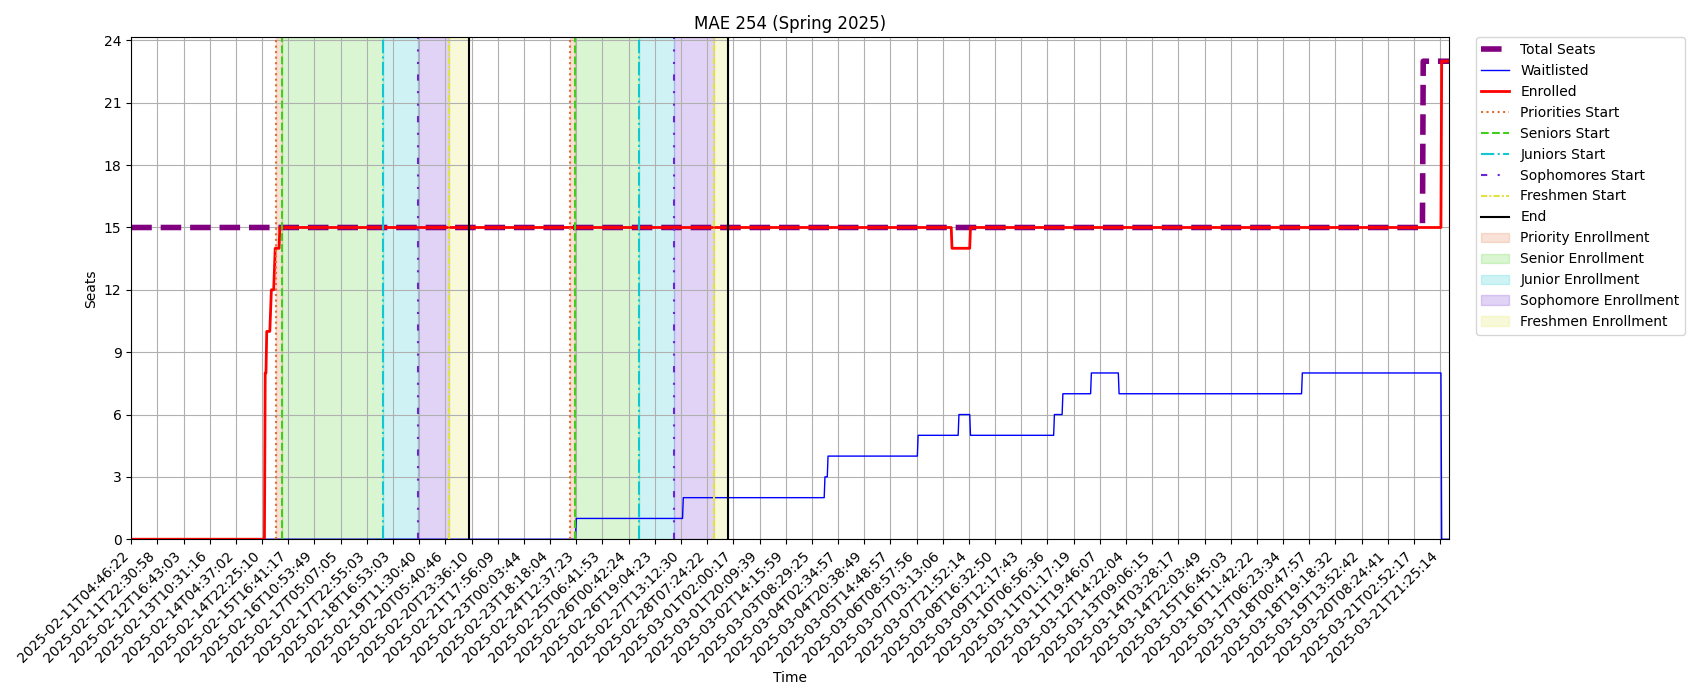 MAE 254 (Spring 2025)
24
21
18
15
12
9
6
3
0
Seats
2025-02-11T04:46:22
2025-02-11T22:30:58
2025-02-12T16:43:03
2025-02-13T10:31:16
2025-02-14T04:37:02
2025-02-14T22:25:10
2025-02-15T16:41:17
2025-02-16T10:53:49
2025-02-17T05:07:05
2025-02-17T22:55:03
2025-02-18T16:53:03
2025-02-19T11:30:40
2025-02-20T05:40:46
2025-02-20T23:36:10
2025-02-21T17:56:09
2025-02-23T00:03:44
2025-02-23T18:18:04
2025-02-24T12:37:23
2025-02-25T06:41:53
2025-02-26T00:42:24
2025-02-26T19:04:23
2025-02-27T13:12:30
2025-02-28T07:24:22
2025-03-01T02:00:17
2025-03-01T20:09:39
2025-03-02T14:15:59
2025-03-03T08:29:25
2025-03-04T02:34:57
2025-03-04T20:38:49
2025-03-05T14:48:57
2025-03-06T08:57:56
2025-03-07T03:13:06
2025-03-07T21:52:14
2025-03-08T16:32:50
2025-03-09T12:17:43
2025-03-10T06:56:36
2025-03-11T01:17:19
2025-03-11T19:46:07
2025-03-12T14:22:04
2025-03-13T09:06:15
2025-03-14T03:28:17
2025-03-14T22:03:49
2025-03-15T16:45:03
2025-03-16T11:42:22
2025-03-17T06:23:34
2025-03-18T00:47:57
2025-03-18T19:18:32
2025-03-19T13:52:42
2025-03-20T08:24:41
2025-03-21T02:52:17
2025-03-21T21:25:14
Time
Total Seats
Waitlisted
Enrolled
Priorities Start
Seniors Start
Juniors Start
Sophomores Start
Freshmen Start
End
Priority Enrollment
Senior Enrollment
Junior Enrollment
Sophomore Enrollment
Freshmen Enrollment